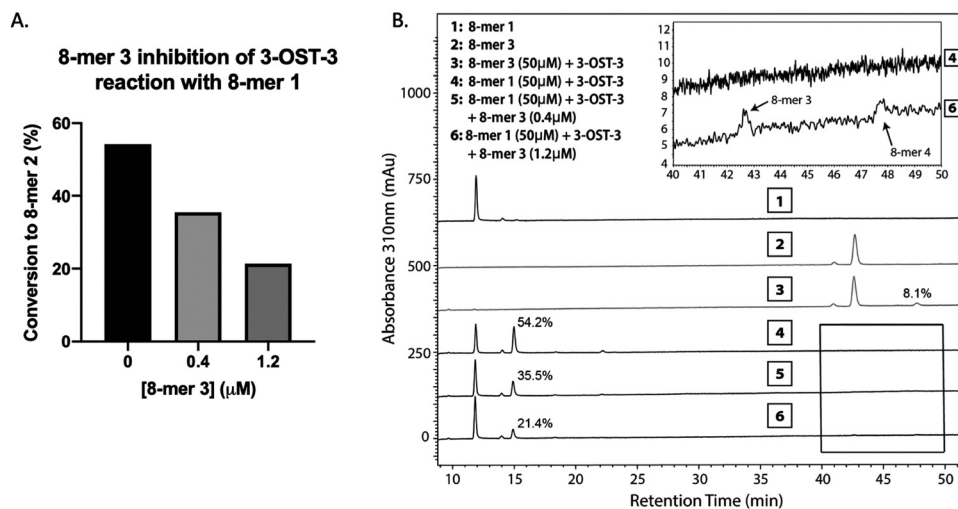 A.
8-mer 3 inhibition of 3-OST-3
reaction with 8-mer 1
Conversion to 8-mer 2 (%)
60
40
20
0
0 0.4 1.2
[8-mer 3] (μM)
B.
1: 8-mer 1
2: 8-mer 3
3: 8-mer 3 (50μM) + 3-OST-3
4: 8-mer 1 (50μM) + 3-OST-3
5: 8-mer 1 (50μM) + 3-OST-3
+ 8-mer 3 (0.4μM)
6: 8-mer 1 (50μM) + 3-OST-3
+ 8-mer 3 (1.2μM)
12
11
10
9
8
7
6
5
4
4
6
8-mer 3
8-mer 4
40 41 42 43 44 45 46 47 48 49 50
Absorbance 310nm (mAu)
1000
750
500
250
0
1
2
3
8.1%
54.2%
4
35.5%
5
21.4%
6
10 15 20 25 30 35 40 45 50
Retention Time (min)